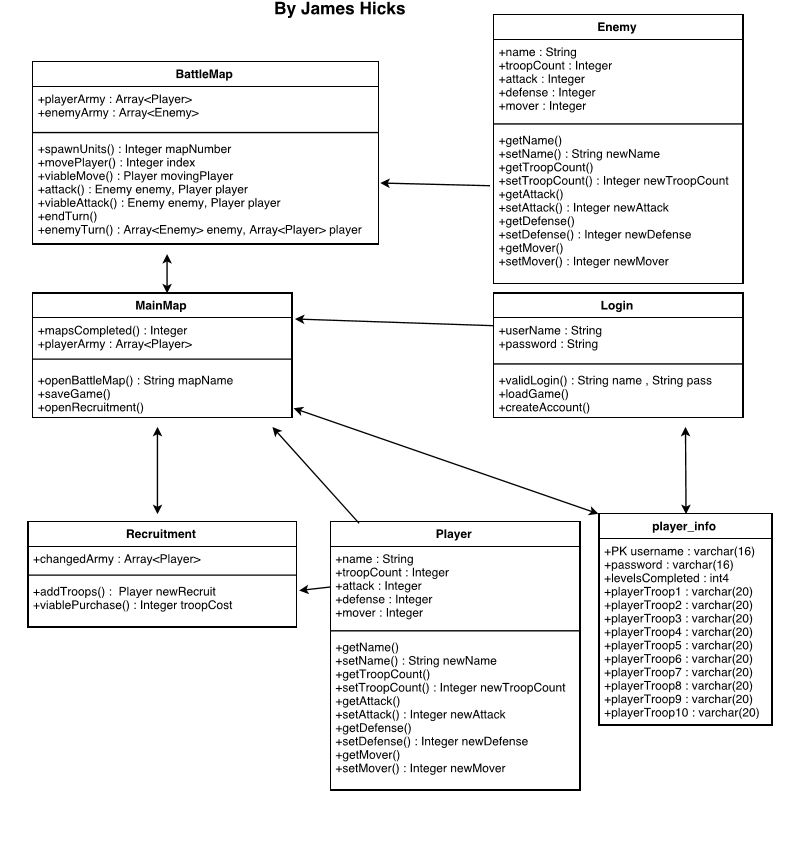 By James Hicks
BattleMap
+playerArmy : Array<Player>
+enemyArmy : Array<Enemy>
+spawnUnits() : Integer mapNumber
+movePlayer() : Integer index
+viableMove() : Player movingPlayer
+attack() : Enemy enemy, Player player
+viableAttack() : Enemy enemy, Player player
+endTurn()
+enemyTurn() : Array<Enemy> enemy, Array<Player> player
Enemy
+name : String
+troopCount : Integer
+attack : Integer
+defense : Integer
+mover : Integer
+getName()
+setName() : String newName
+getTroopCount()
+setTroopCount() : Integer newTroopCount
+getAttack()
+setAttack() : Integer newAttack
+getDefense()
+setDefense() : Integer newDefense
+getMover()
+setMover() : Integer newMover
MainMap
+mapsCompleted() : Integer
+playerArmy : Array<Player>
+openBattleMap() : String mapName
+saveGame()
+openRecruitment()
Login
+userName : String
+password : String
+validLogin() : String name , String pass
+loadGame()
+createAccount()
Recruitment
+changedArmy : Array<Player>
+addTroops() :  Player newRecruit
+viablePurchase() : Integer troopCost
Player
+name : String
+troopCount : Integer
+attack : Integer
+defense : Integer
+mover : Integer
+getName()
+setName() : String newName
+getTroopCount()
+setTroopCount() : Integer newTroopCount
+getAttack()
+setAttack() : Integer newAttack
+getDefense()
+setDefense() : Integer newDefense
+getMover()
+setMover() : Integer newMover
player_info
+PK username : varchar(16)
+password : varchar(16)
+levelsCompleted : int4
+playerTroop1 : varchar(20)
+playerTroop2 : varchar(20)
+playerTroop3 : varchar(20)
+playerTroop4 : varchar(20)
+playerTroop5 : varchar(20)
+playerTroop6 : varchar(20)
+playerTroop7 : varchar(20)
+playerTroop8 : varchar(20)
+playerTroop9 : varchar(20)
+playerTroop10 : varchar(20)